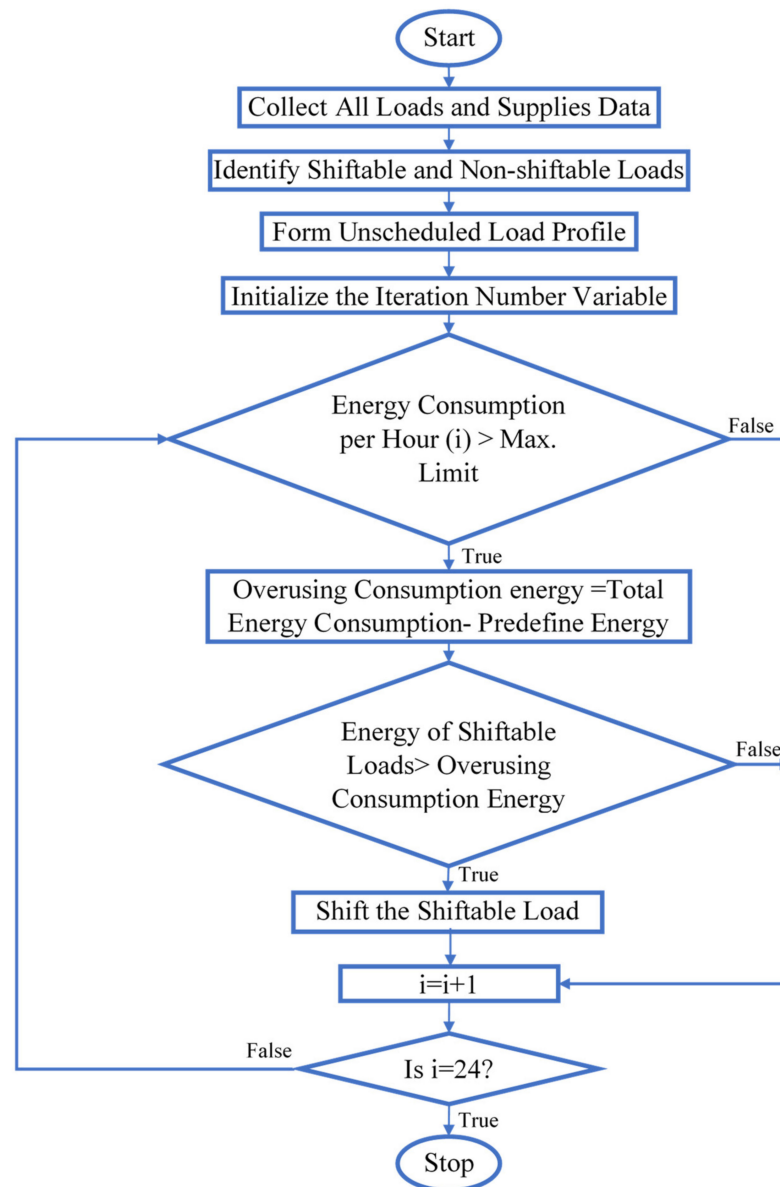 Start
Collect All Loads and Supplies Data
Identify Shiftable and Non-shiftable Loads
Form Unscheduled Load Profile
Initialize the Iteration Number Variable
Energy Consumption
per Hour (i) > Max.
Limit
False
True
Overusing Consumption energy =Total
Energy Consumption- Predefine Energy
Energy of Shiftable
Loads> Overusing
Consumption Energy
False
True
Shift the Shiftable Load
i=i+1
False
Is i=24?
True
Stop